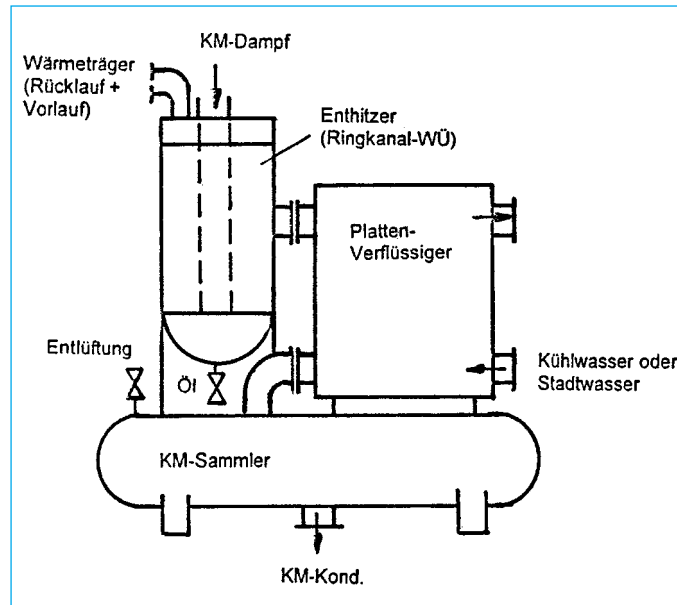 KM-Dampf
Wärmeträger
(Rücklauf +
Vorlauf)
Enthitzer
(Ringkanal-WÜ)
Platten-
Verflüssiger
Entlüftung
Öl
Kühlwasser oder
Stadtwasser
KM-Sammler
KM-Kond.